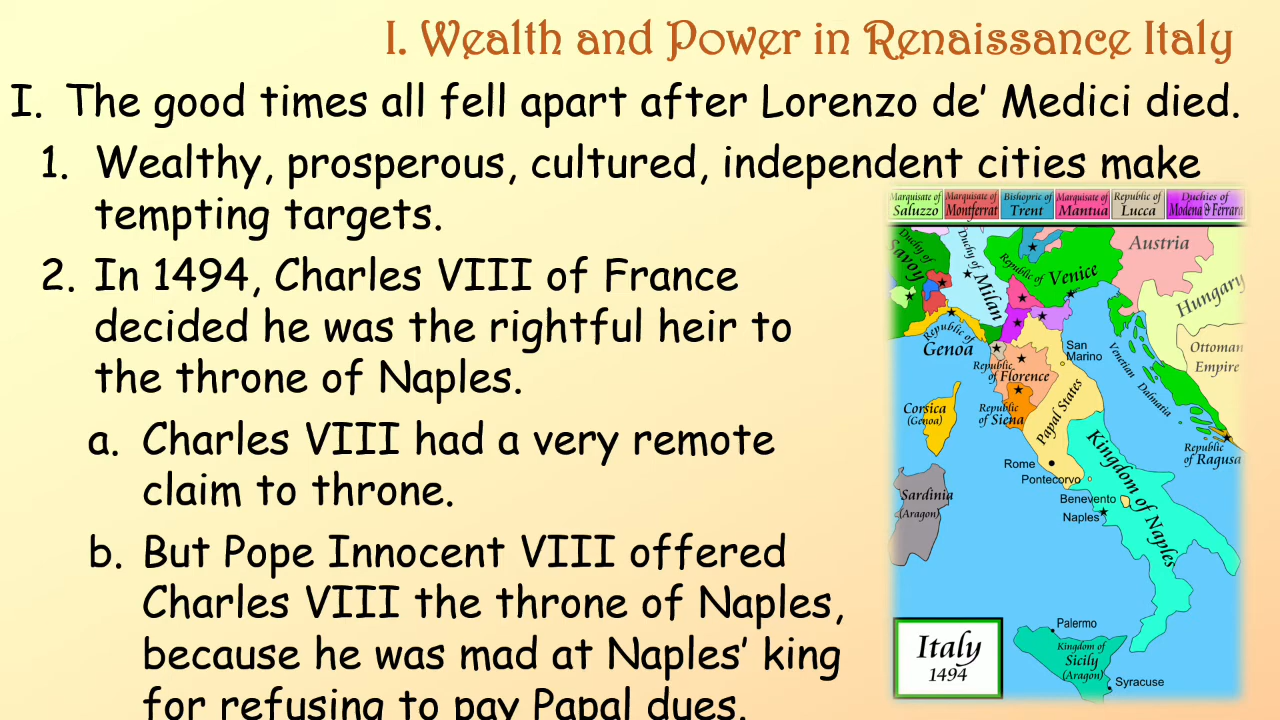 I. Wealth and Power in Renaissance Italy
I. The good times all fell apart after Lorenzo de’ Medici died.
1. Wealthy, prosperous, cultured, independent cities make
tempting targets.
2. In 1494, Charles VIII of France
decided he was the rightful heir to
the throne of Naples.
a. Charles VIII had a very remote
claim to throne.
b. But Pope Innocent VIII offered
Charles VIII the throne of Naples,
because he was mad at Naples’ king
for refusing to pay Papal dues.
Marquisate of
Saluzzo
Marquisate of
Montferrat
Bishopric of
Trent
Marquisate of
Mantua
Republic of
Lucca
Duchies of
Modena & Ferrara
Duchy of
Savoy
Duchy of
Milan
Republic of Venice
Austria
Hungary
Republic of
Genoa
San
Marino
Ottoman
Empire
Republic
of Florence
Venetian Dalmatia
Corsica
(Genoa)
Republic
of Siena
Papal States
Republic
of Ragusa
Rome
Pontecorvo
Kingdom of Naples
Sardinia
(Aragon)
Benevento
Naples
Palermo
Italy
1494
Kingdom of
Sicily
(Aragon)
Syracuse